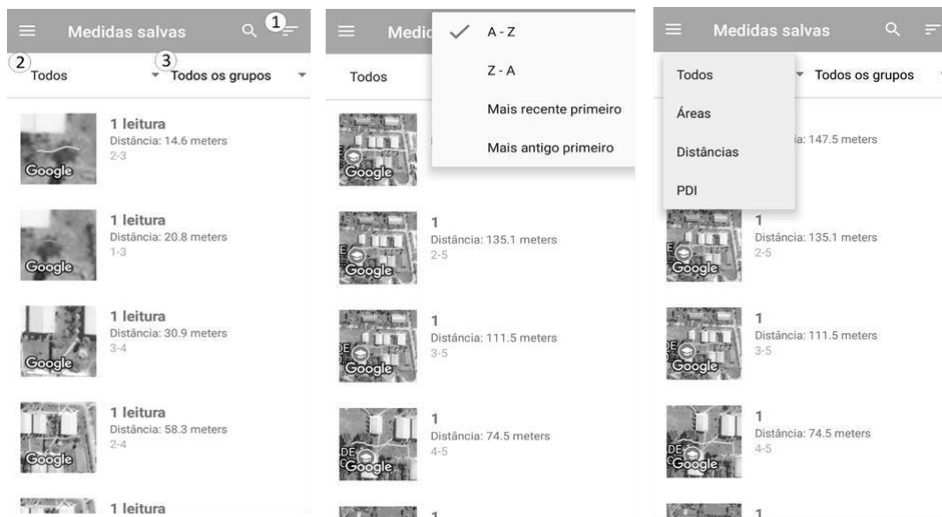 Medidas salvas
1
2
3
Todos
Todos os grupos
1 leitura
Distância: 14.6 meters
2-3
Google
1 leitura
Distância: 20.8 meters
1-3
Google
1 leitura
Distância: 30.9 meters
3-4
Google
1 leitura
Distância: 58.3 meters
2-4
Google
1 leitura
Medid
A - Z
Z - A
Mais recente primeiro
Mais antigo primeiro
Todos
Google
1
Distância: 135.1 meters
2-5
Google
1
Distância: 111.5 meters
3-5
Google
1
Distância: 74.5 meters
4-5
Google
1
Medidas salvas
Todos
Áreas
Distâncias
PDI
Todos os grupos
ia: 147.5 meters
1
Distância: 135.1 meters
2-5
Google
1
Distância: 111.5 meters
3-5
Google
1
Distância: 74.5 meters
4-5
Google
1